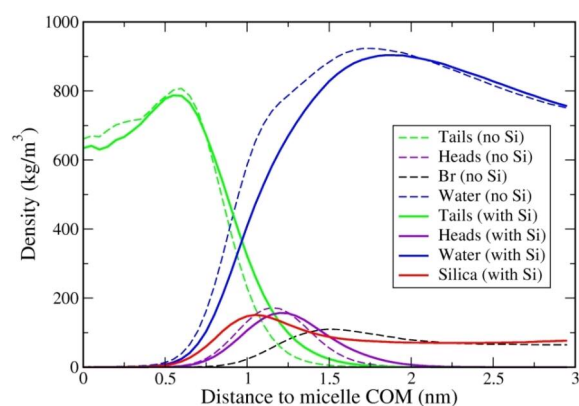 1000
800
600
400
200
0
Density (kg/m³)
Tails (no Si)
Heads (no Si)
Br (no Si)
Water (no Si)
Tails (with Si)
Heads (with Si)
Water (with Si)
Silica (with Si)
0 0.5 1 1.5 2 2.5 3
Distance to micelle COM (nm)